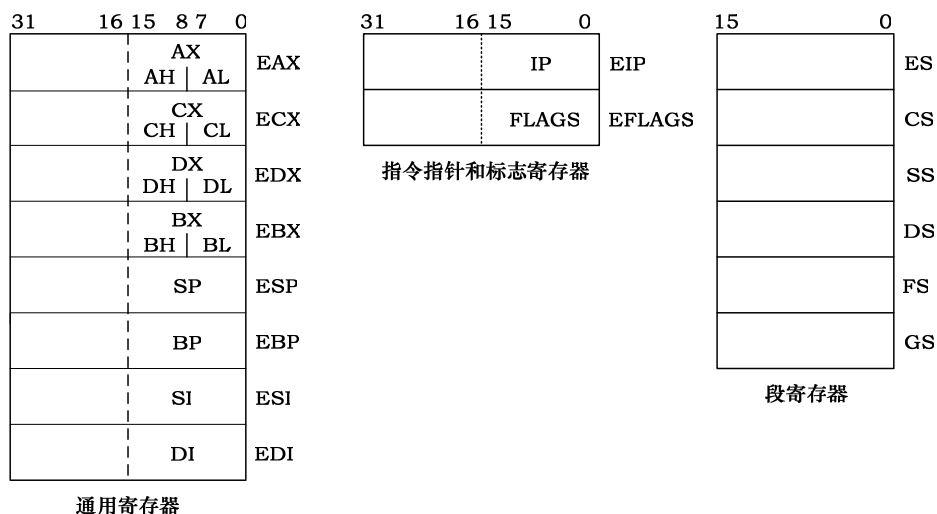 31 16 15 8 7 0
AX
AH AL EAX
CX
CH CL ECX
DX
DH DL EDX
BX
BH BL EBX
SP ESP
BP EBP
SI ESI
DI EDI
通用寄存器
31 16 15 0
IP EIP
FLAGS EFLAGS
指令指针和标志寄存器
15 0
ES
CS
SS
DS
FS
GS
段寄存器